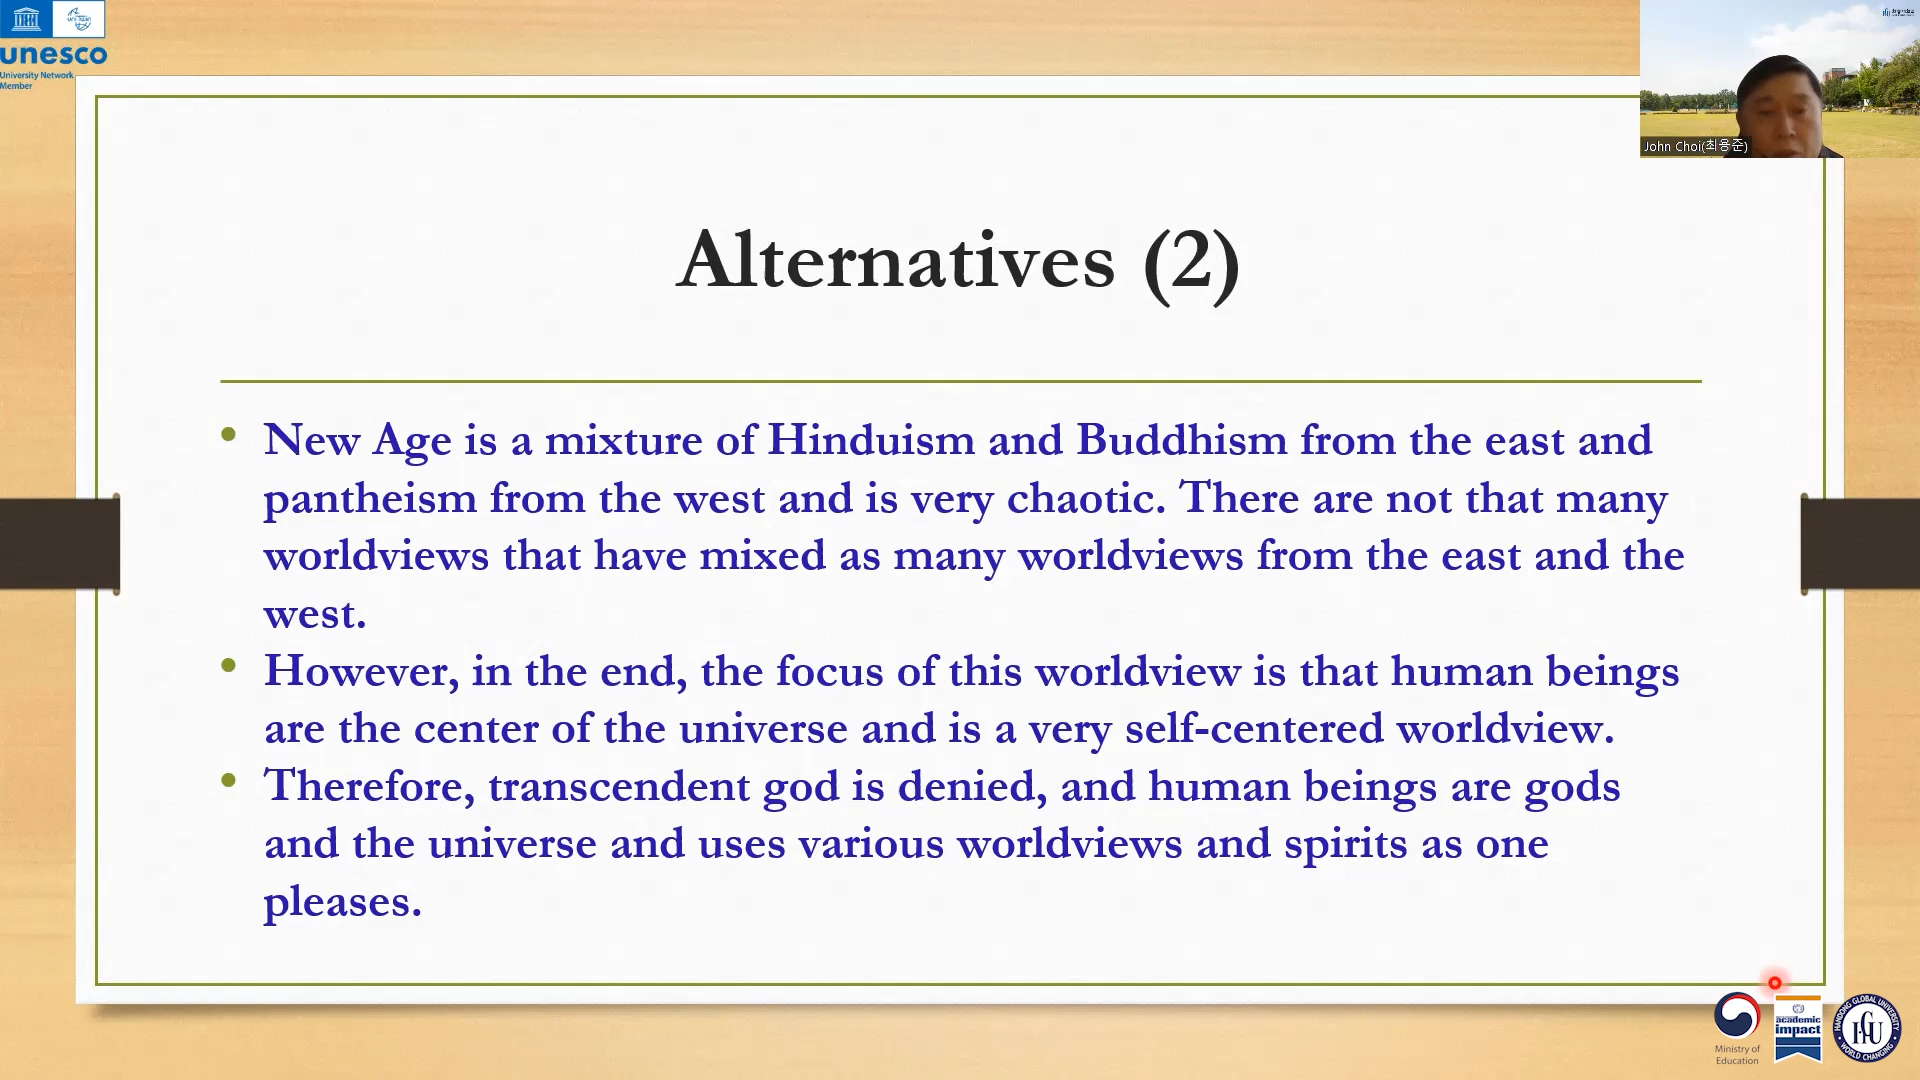 unesco
University Network
Member
John Choi(최용준)
Alternatives (2)
• New Age is a mixture of Hinduism and Buddhism from the east and
pantheism from the west and is very chaotic. There are not that many
worldviews that have mixed as many worldviews from the east and the
west.
• However, in the end, the focus of this worldview is that human beings
are the center of the universe and is a very self-centered worldview.
• Therefore, transcendent god is denied, and human beings are gods
and the universe and uses various worldviews and spirits as one
pleases.
Ministry of
Education
academic
impact
HANDONG GLOBAL UNIVERSITY
HGU
WORLD CHANGING